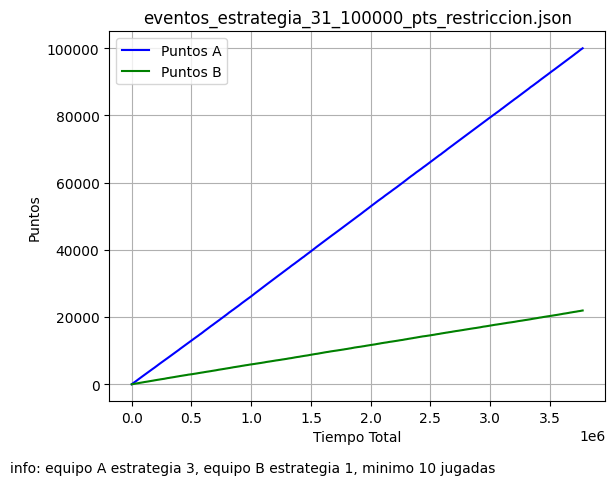 eventos_estrategia_31_100000_pts_restriccion.json
Puntos A
Puntos B
100000
80000
60000
40000
20000
0
Puntos
0.0 0.5 1.0 1.5 2.0 2.5 3.0 3.5
1e6
Tiempo Total
info: equipo A estrategia 3, equipo B estrategia 1, minimo 10 jugadas